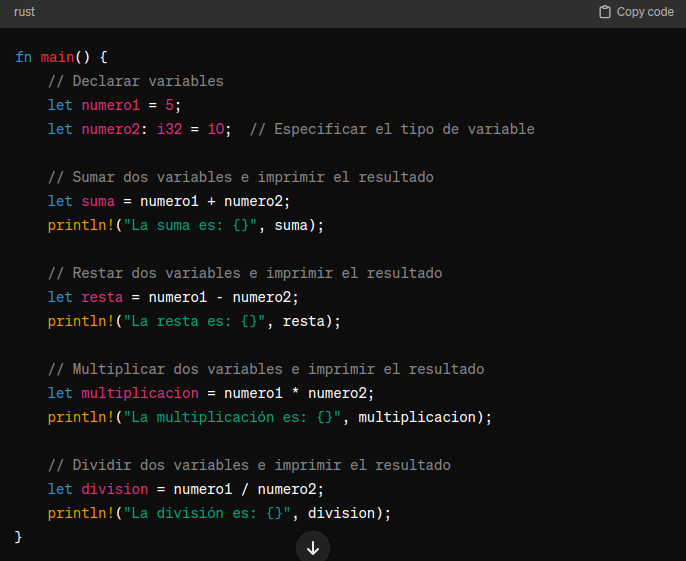 rust
Copy code
fn main() {
    // Declarar variables
    let numero1 = 5;
    let numero2: i32 = 10;  // Especificar el tipo de variable

    // Sumar dos variables e imprimir el resultado
    let suma = numero1 + numero2;
    println!("La suma es: {}", suma);

    // Restar dos variables e imprimir el resultado
    let resta = numero1 - numero2;
    println!("La resta es: {}", resta);

    // Multiplicar dos variables e imprimir el resultado
    let multiplicacion = numero1 * numero2;
    println!("La multiplicación es: {}", multiplicacion);

    // Dividir dos variables e imprimir el resultado
    let division = numero1 / numero2;
    println!("La división es: {}", division);
}